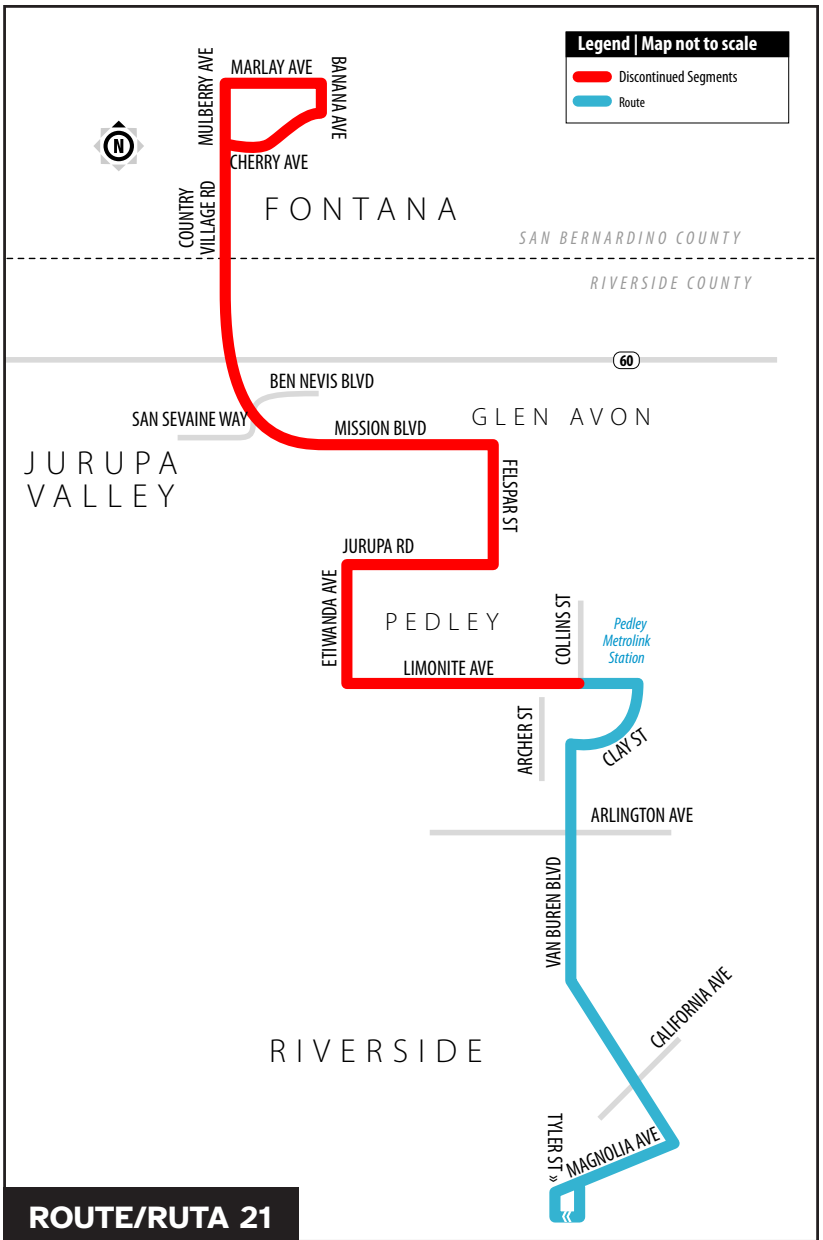 Legend | Map not to scale
Discontinued Segments
Route
MULBERRY AVE
MARLAY AVE
BANANA AVE
N
CHERRY AVE
COUNTRY
VILLAGE RD
FONTANA
SAN BERNARDINO COUNTY
RIVERSIDE COUNTY
60
BEN NEVIS BLVD
SAN SEVAINE WAY
MISSION BLVD
GLEN AVON
JURUPA
VALLEY
FELSPAR ST
JURUPA RD
ETIWANDA AVE
PEDLEY
COLLINS ST
Pedley
Metrolink
Station
LIMONITE AVE
ARCHER ST
CLAY ST
ARLINGTON AVE
VAN BUREN BLVD
CALIFORNIA AVE
RIVERSIDE
TYLER ST »
MAGNOLIA AVE
«
ROUTE/RUTA 21